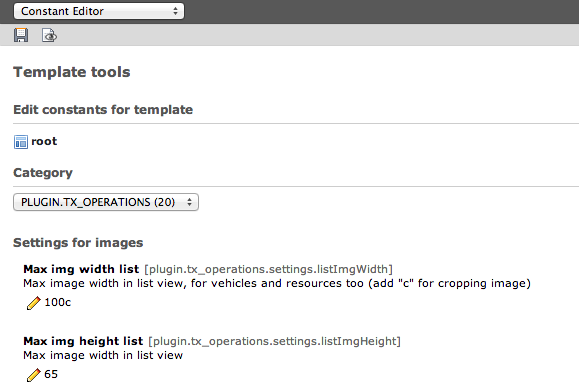 Constant Editor
Template tools
Edit constants for template
root
Category
PLUGIN.TX_OPERATIONS (20)
Settings for images
Max img width list [plugin.tx_operations.settings.listImgWidth]
Max image width in list view, for vehicles and resources too (add "c" for cropping image)
100c
Max img height list [plugin.tx_operations.settings.listImgHeight]
Max image width in list view
65